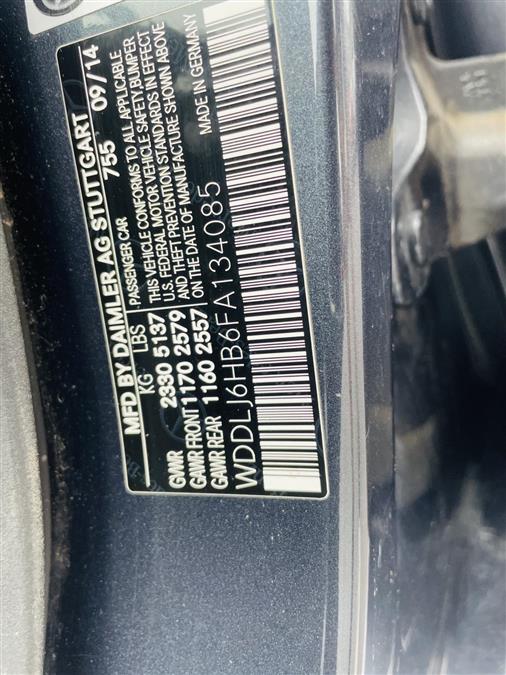 MFD BY DAIMLER AG STUTTGART
PASSENGER CAR 755 09/14
KG LBS
GVWR 2330 5137
GAWR FRONT 1170 2579
GAWR REAR 1160 2557
THIS VEHICLE CONFORMS TO ALL APPLICABLE
U.S. FEDERAL MOTOR VEHICLE SAFETY,BUMPER
AND THEFT PREVENTION STANDARDS IN EFFECT
ON THE DATE OF MANUFACTURE SHOWN ABOVE
WDDLJ6HB6FA134085 MADE IN GERMANY